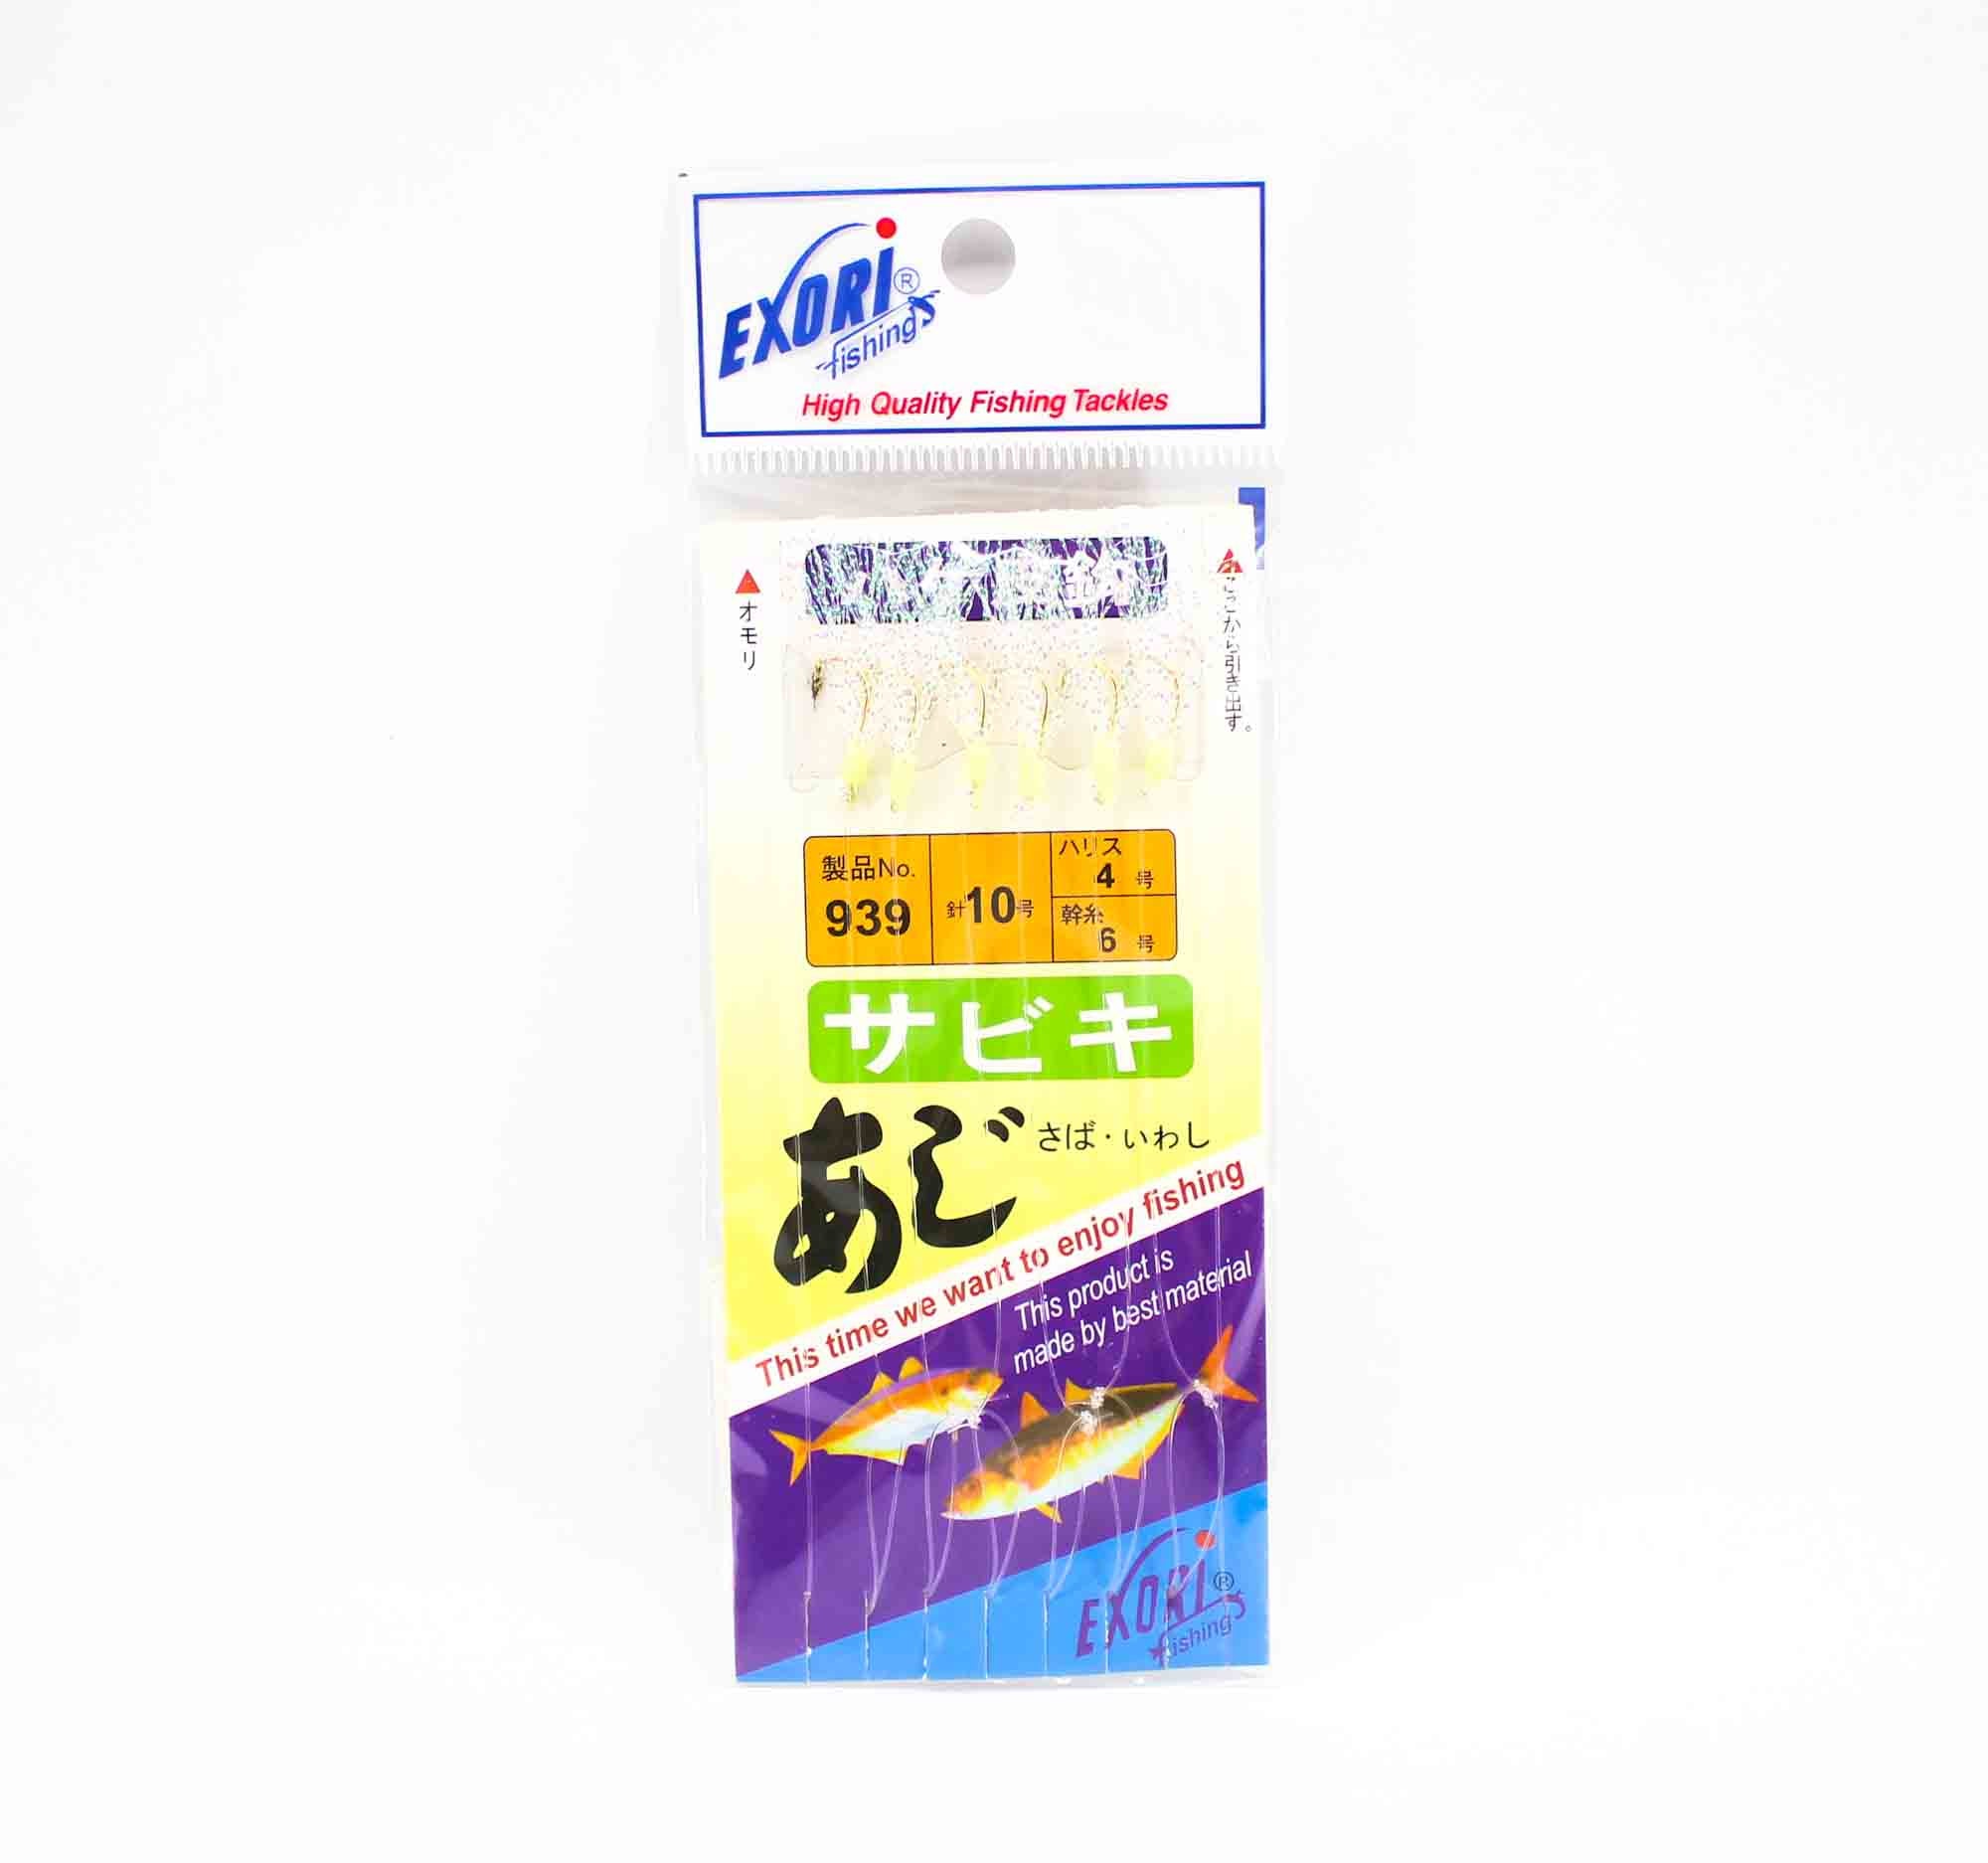 EXORI®
fishing
High Quality Fishing Tackles
オモリ
ここから引き出す。
製品No.
939
針10号
ハリス
4号
幹糸
6号
サビキ
あじ
さば・いわし
This time we want to enjoy fishing
This product is
made by best material
EXORI®
fishing